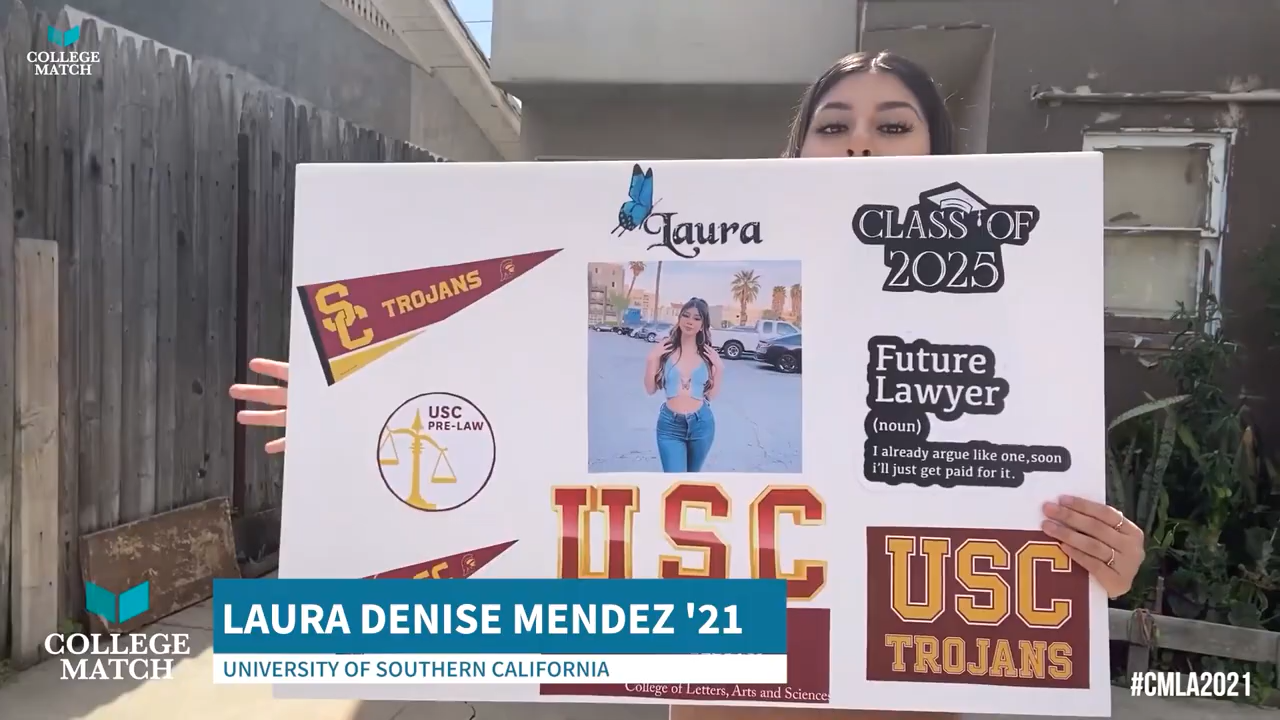 COLLEGE
MATCH
Laura
CLASS OF
2025
SC TROJANS
Future
Lawyer
(noun)
I already argue like one,soon
i'll just get paid for it.
USC
PRE-LAW
USC
USC
TROJANS
LAURA DENISE MENDEZ '21
UNIVERSITY OF SOUTHERN CALIFORNIA
College of Letters, Arts and Sciences
COLLEGE
MATCH
#CMLA2021